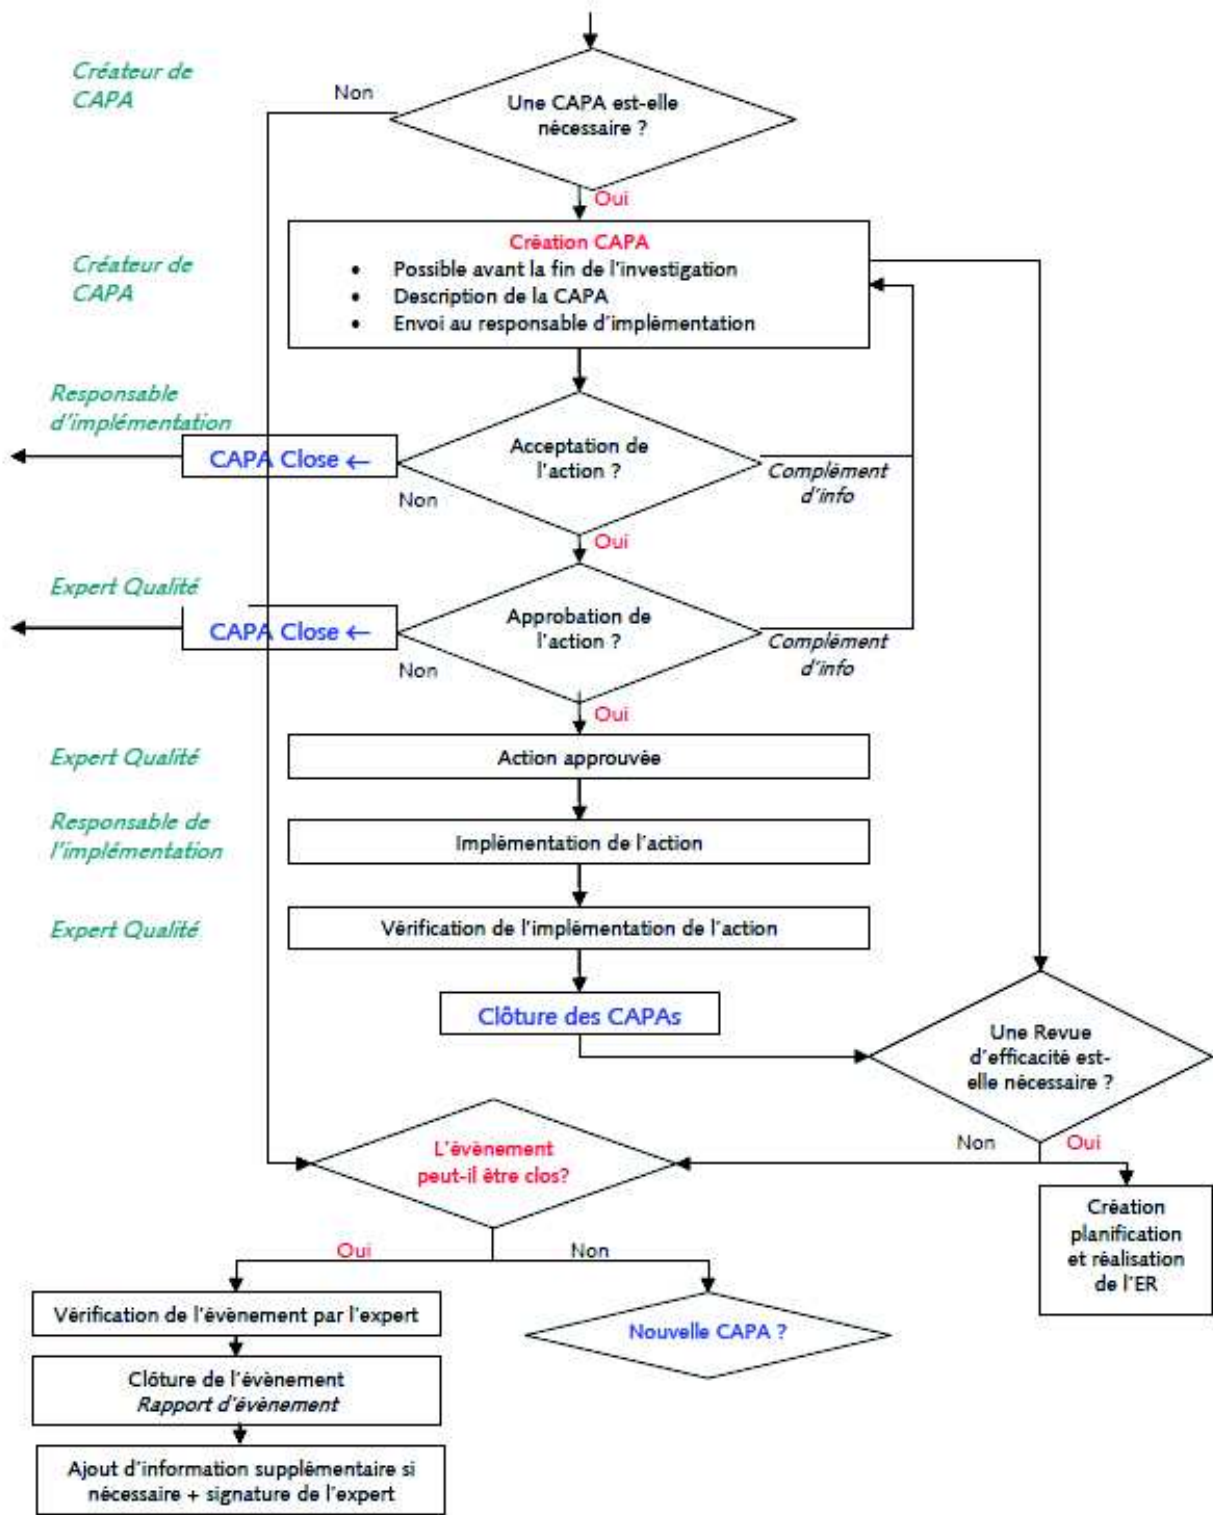 Créateur de
CAPA
Non
Une CAPA est-elle
nécessaire ?
Oui
Création CAPA
Créateur de
CAPA
• Possible avant la fin de l'investigation
• Description de la CAPA
• Envoi au responsable d'implémentation
Responsable
d'implémentation
CAPA Close ←
Non
Acceptation de
l'action ?
Complément
d'info
Oui
Expert Qualité
CAPA Close ←
Non
Approbation de
l'action ?
Complément
d'info
Oui
Expert Qualité
Action approuvée
Responsable de
l'implémentation
Implémentation de l'action
Expert Qualité
Vérification de l'implémentation de l'action
Clôture des CAPAs
Une Revue
d'efficacité est-
elle nécessaire ?
Non
Oui
L'évènement
peut-il être clos?
Création
planification
et réalisation
de l'ER
Oui
Non
Vérification de l'évènement par l'expert
Nouvelle CAPA ?
Clôture de l'évènement
Rapport d'évènement
Ajout d'information supplémentaire si
nécessaire + signature de l'expert